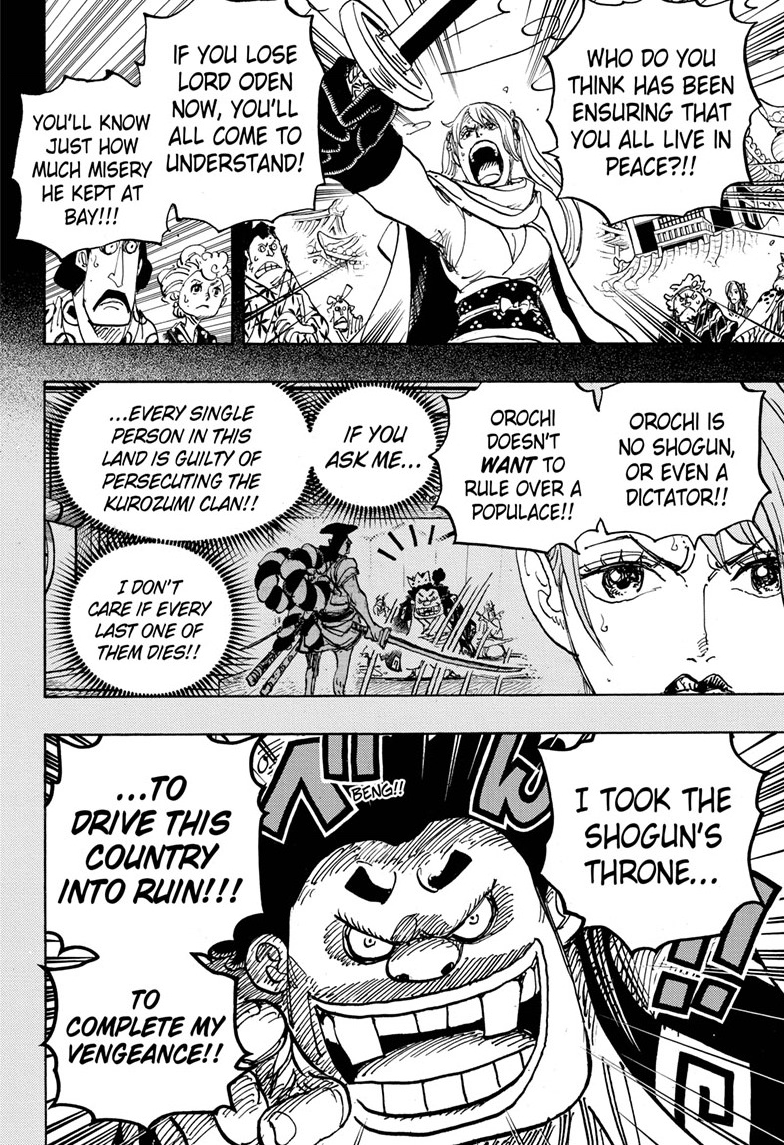 WHO DO YOU
THINK HAS BEEN
ENSURING THAT
YOU ALL LIVE IN
PEACE?!!
IF YOU LOSE
LORD ODEN
NOW, YOU'LL
ALL COME TO
UNDERSTAND!
YOU'LL KNOW
JUST HOW
MUCH MISERY
HE KEPT AT
BAY!!!
OROCHI IS
NO SHOGUN,
OR EVEN A
DICTATOR!!
OROCHI
DOESN'T
WANT TO
RULE OVER A
POPULACE!!
IF YOU
ASK ME...
...EVERY SINGLE
PERSON IN THIS
LAND IS GUILTY OF
PERSECUTING THE
KUROZUMI CLAN!!
I DON'T
CARE IF EVERY
LAST ONE OF
THEM DIES!!
I TOOK THE
SHOGUN'S
THRONE...
べべん
BENG!!
!!
...TO
DRIVE THIS
COUNTRY
INTO RUIN!!!
TO
COMPLETE MY
VENGEANCE!!